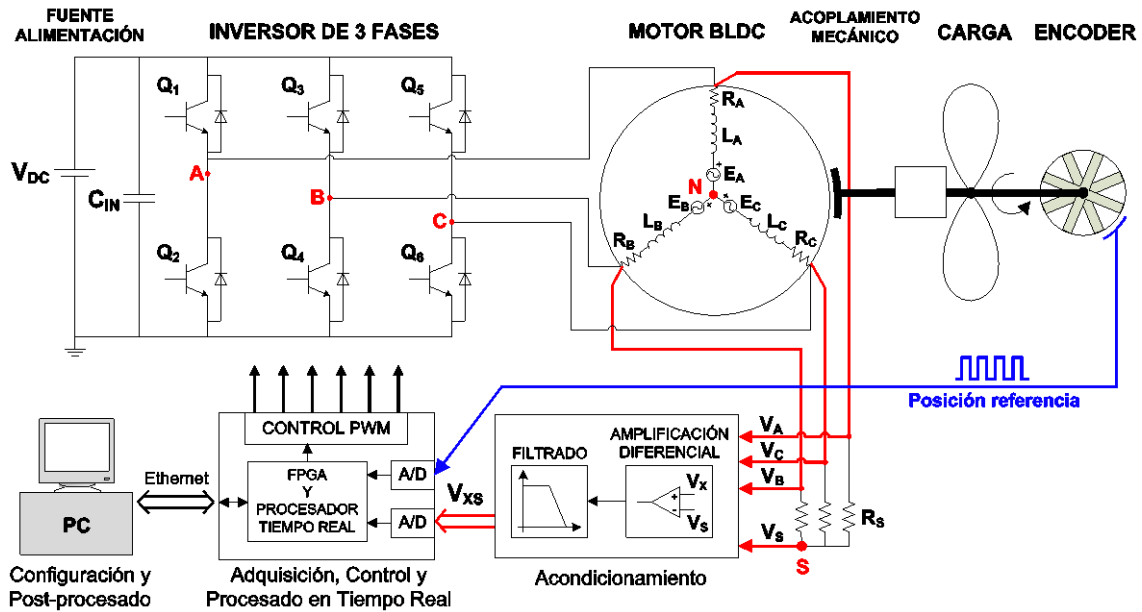 FUENTE
ALIMENTACIÓN
INVERSOR DE 3 FASES
MOTOR BLDC
ACOPLAMIENTO
MECÁNICO
CARGA
ENCODER
Q1
Q3
Q5
RA
LA
EA
VDC
CIN
A
B
C
N
EB
EC
LB
LC
RB
RC
Q2
Q4
Q6
Posición referencia
CONTROL PWM
FPGA
Y
PROCESADOR
TIEMPO REAL
A/D
A/D
Ethernet
PC
VXS
FILTRADO
AMPLIFICACIÓN
DIFERENCIAL
+ VX
- VS
VA
VC
VB
VS
RS
S
Configuración y
Post-procesado
Adquisición, Control y
Procesado en Tiempo Real
Acondicionamiento